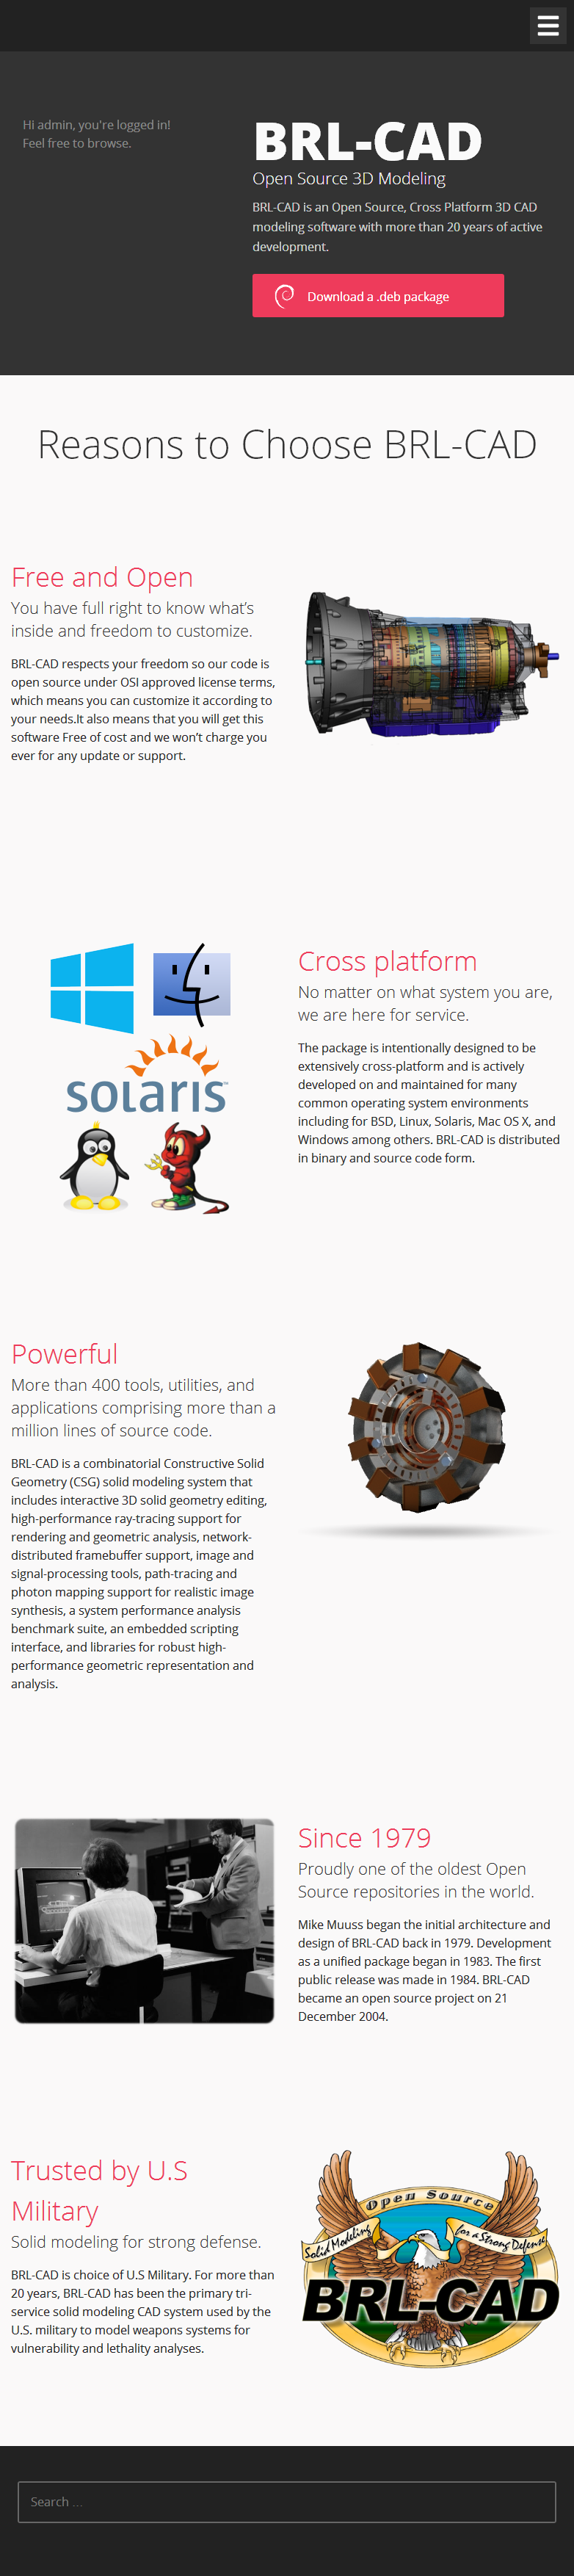 Hi admin, you're logged in!
Feel free to browse.
BRL-CAD
Open Source 3D Modeling
BRL-CAD is an Open Source, Cross Platform 3D CAD
modeling software with more than 20 years of active
development.
Download a .deb package
Reasons to Choose BRL-CAD
Free and Open
You have full right to know what's
inside and freedom to customize.
BRL-CAD respects your freedom so our code is
open source under OSI approved license terms,
which means you can customize it according to
your needs.It also means that you will get this
software Free of cost and we won't charge you
ever for any update or support.
solaris™
Cross platform
No matter on what system you are,
we are here for service.
The package is intentionally designed to be
extensively cross-platform and is actively
developed on and maintained for many
common operating system environments
including for BSD, Linux, Solaris, Mac OS X, and
Windows among others. BRL-CAD is distributed
in binary and source code form.
Powerful
More than 400 tools, utilities, and
applications comprising more than a
million lines of source code.
BRL-CAD is a combinatorial Constructive Solid
Geometry (CSG) solid modeling system that
includes interactive 3D solid geometry editing,
high-performance ray-tracing support for
rendering and geometric analysis, network-
distributed framebuffer support, image and
signal-processing tools, path-tracing and
photon mapping support for realistic image
synthesis, a system performance analysis
benchmark suite, an embedded scripting
interface, and libraries for robust high-
performance geometric representation and
analysis.
Since 1979
Proudly one of the oldest Open
Source repositories in the world.
Mike Muuss began the initial architecture and
design of BRL-CAD back in 1979. Development
as a unified package began in 1983. The first
public release was made in 1984. BRL-CAD
became an open source project on 21
December 2004.
Trusted by U.S
Military
Solid modeling for strong defense.
BRL-CAD is choice of U.S Military. For more than
20 years, BRL-CAD has been the primary tri-
service solid modeling CAD system used by the
U.S. military to model weapons systems for
vulnerability and lethality analyses.
Open Source
Solid Modeling
for a Strong Defense
BRL-CAD
Search ...